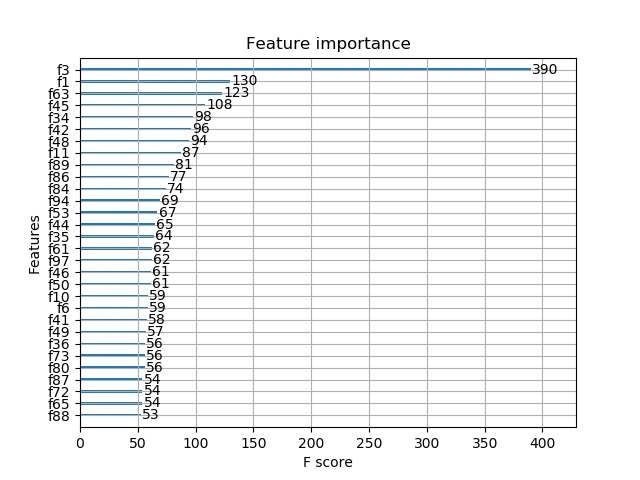 Feature importance
f3 390
f1 130
f63 123
f45 108
f34 98
f42 96
f48 94
f11 87
f89 81
f86 77
f84 74
f94 69
f53 67
f44 65
f35 64
f61 62
f97 62
f46 61
f50 61
f10 59
f6 59
f41 58
f49 57
f36 56
f73 56
f80 56
f87 54
f72 54
f65 54
f88 53
Features
0 50 100 150 200 250 300 350 400
F score